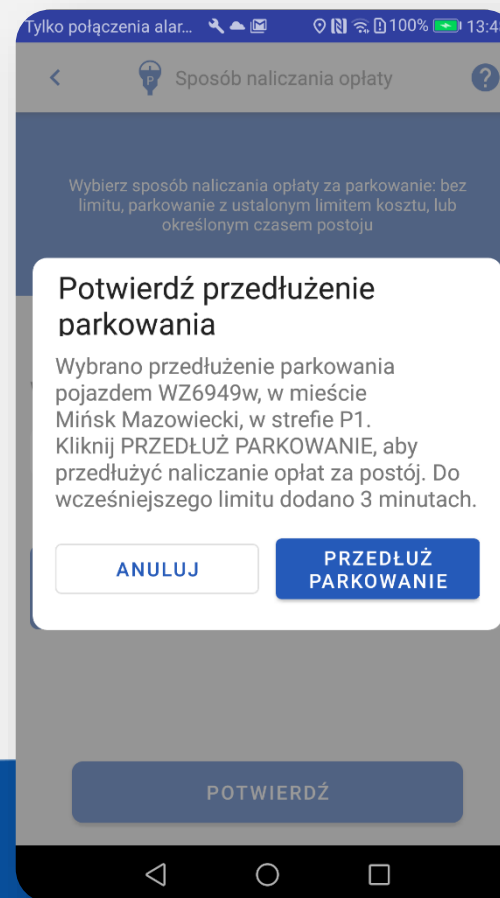 Tylko połączenia alar... 100% 13:4
P Sposób naliczania opłaty ?
Wybierz sposób naliczania opłaty za parkowanie: bez
limitu, parkowanie z ustalonym limitem kosztu, lub
określonym czasem postoju
Potwierdź przedłużenie
parkowania
Wybrano przedłużenie parkowania
pojazdem WZ6949w, w mieście
Mińsk Mazowiecki, w strefie P1.
Kliknij PRZEDŁUŻ PARKOWANIE, aby
przedłużyć naliczanie opłat za postój. Do
wcześniejszego limitu dodano 3 minutach.
ANULUJ
PRZEDŁUŻ
PARKOWANIE
POTWIERDŹ